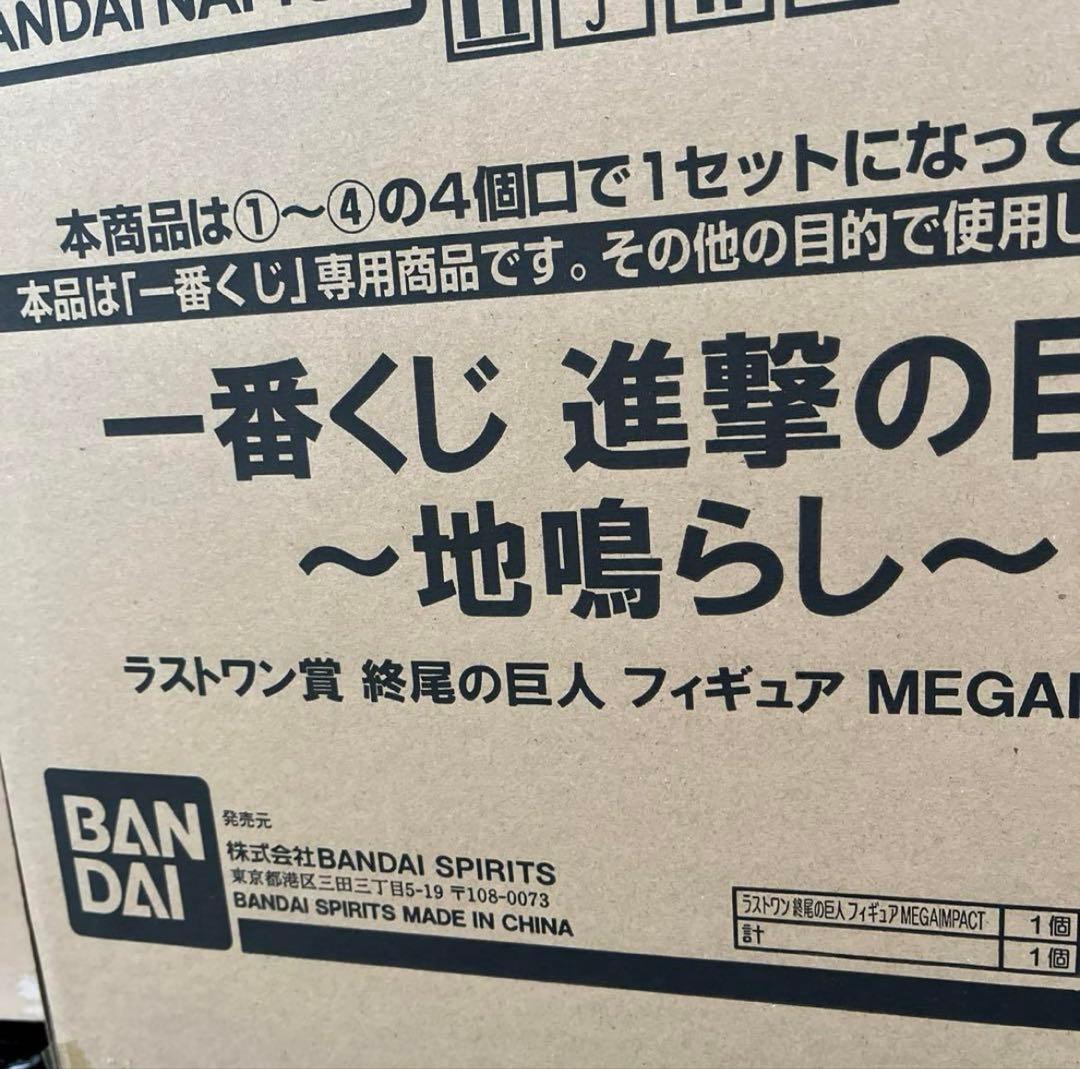 本商品は①～④の4個口で1セットになって
本品は「一番くじ」専用商品です。その他の目的で使用し
一番くじ 進撃の
～地鳴らし～
ラストワン賞 終尾の巨人 フィギュア MEGAI
BAN
DAI
発売元
株式会社BANDAI SPIRITS
東京都港区三田三丁目5-19 〒108-0073
BANDAI SPIRITS MADE IN CHINA
ラストワン 終尾の巨人 フィギュア MEGAIMPACT 1個
計 1個